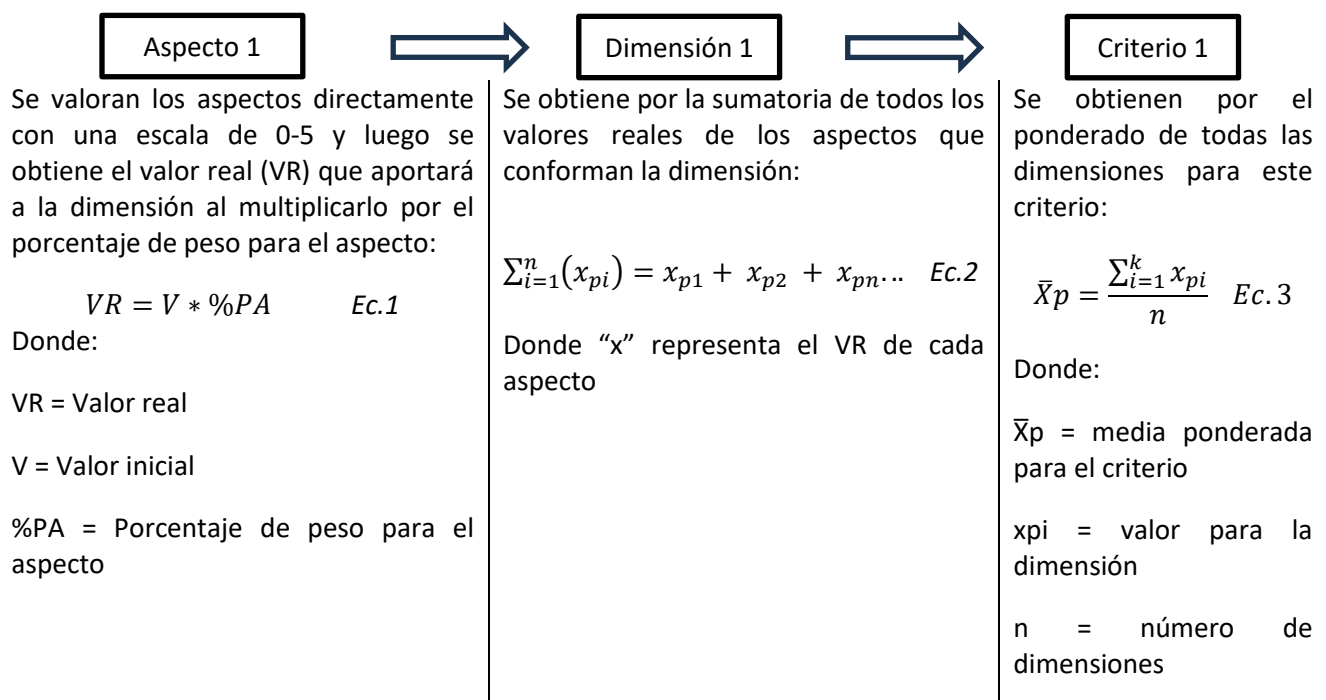 Aspecto 1
Se valoran los aspectos directamente
con una escala de 0-5 y luego se
obtiene el valor real (VR) que aportará
a la dimensión al multiplicarlo por el
porcentaje de peso para el aspecto:
𝑉𝑅 = 𝑉 ∗ %𝑃𝐴 Ec.1
Donde:
VR = Valor real
V = Valor inicial
%PA = Porcentaje de peso para el
aspecto
Dimensión 1
Se obtiene por la sumatoria de todos los
valores reales de los aspectos que
conforman la dimensión:
∑ᵢ₌₁ⁿ(x_{pi}) = x_{p1} + x_{p2} + x_{pn}... Ec.2
Donde “x” representa el VR de cada
aspecto
Criterio 1
Se obtienen por el
ponderado de todas las
dimensiones para este
criterio:
X̄p = ∑ᵢ₌₁ᵏ x_{pi} / n Ec. 3
Donde:
X̄p = media ponderada
para el criterio
xpi = valor para la
dimensión
n = número de
dimensiones